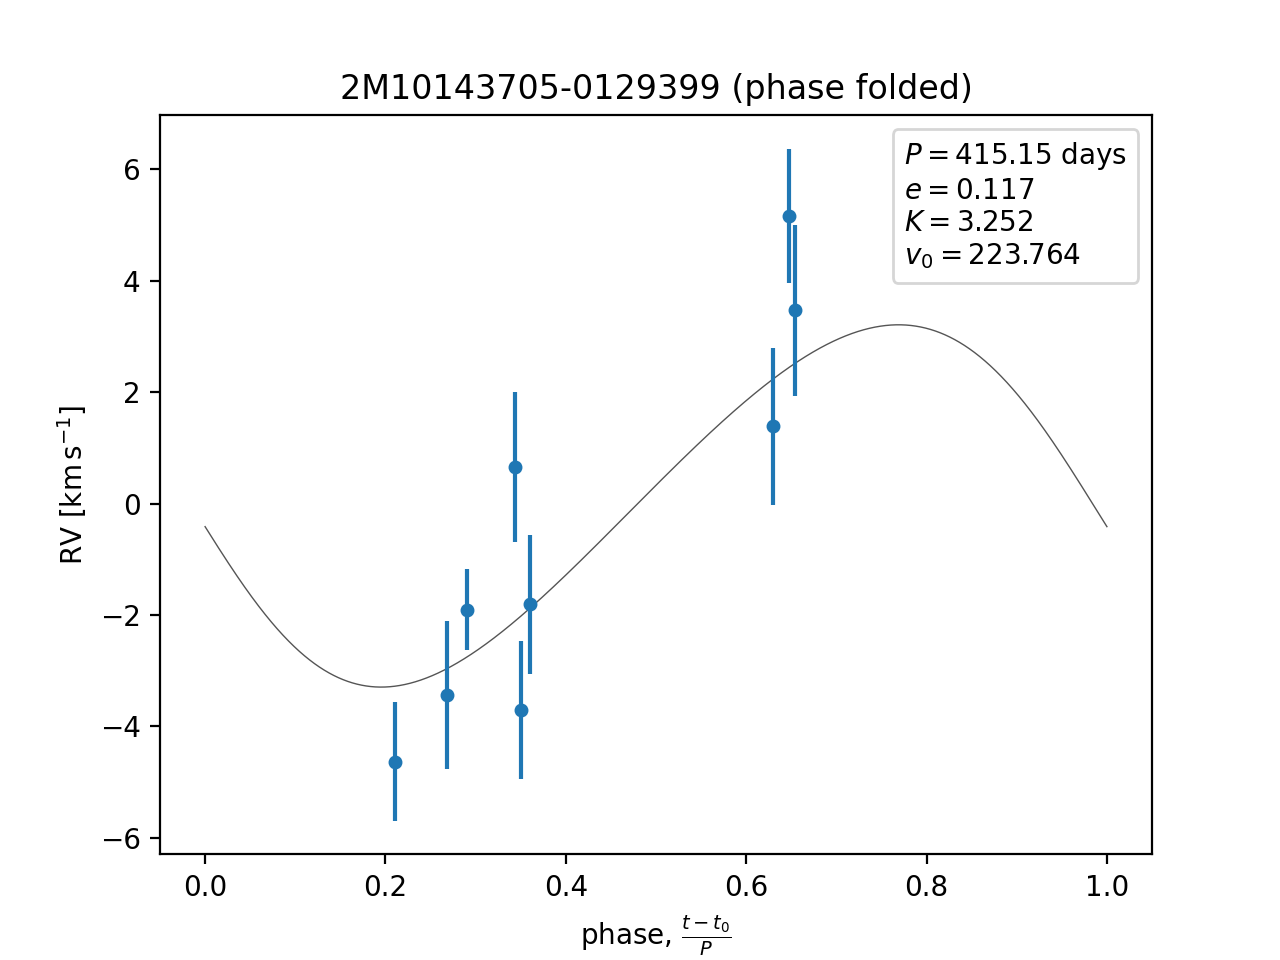 2M10143705-0129399 (phase folded)
P = 415.15 days
e = 0.117
K = 3.252
v₀ = 223.764
6
4
2
0
−2
−4
−6
RV [km s⁻¹]
0.0 0.2 0.4 0.6 0.8 1.0
phase, (t − t₀)/P